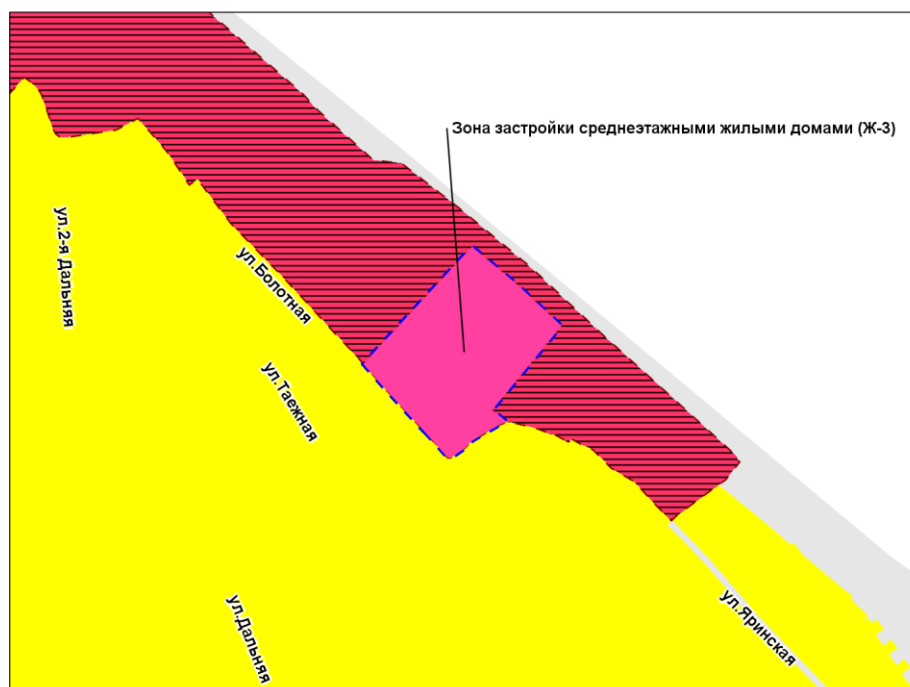 Зона застройки среднеэтажными жилыми домами (Ж-3)
ул.2-я Дальняя
ул.Болотная
ул.Таежная
ул.Дальняя
ул.Яринская